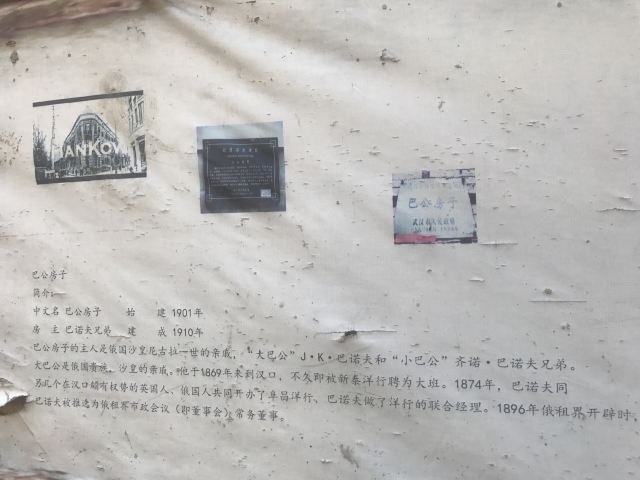 HANKOW
巴公房子
巴公房子
简介:
中文名 巴公房子 始 建 1901年
房 主 巴诺夫兄弟 建 成 1910年
巴公房子的主人是俄国沙皇尼古拉一世的亲戚，“大巴公”J·K·巴诺夫和“小巴公”齐诺·巴诺夫兄弟。
大巴公是俄国贵族，沙皇的亲戚。他于1869年来到汉口，不久即被新泰洋行聘为大班。1874年，巴诺夫同
另几个在汉口颇有权势的英国人、俄国人共同开办了阜昌洋行、巴诺夫做了洋行的联合经理。1896年俄租界开辟时，
巴诺夫被推选为俄租界市政会议（即董事会）常务董事。